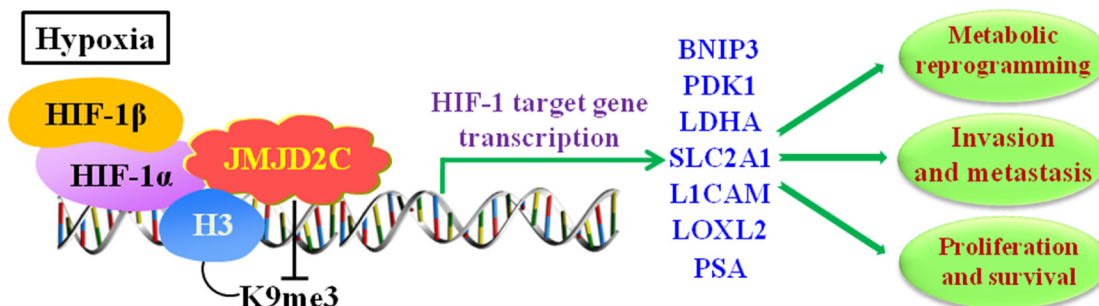 Hypoxia
HIF-1β
HIF-1α
JMJD2C
H3
K9me3
HIF-1 target gene
transcription
BNIP3
PDK1
LDHA
SLC2A1
L1CAM
LOXL2
PSA
Metabolic
reprogramming
Invasion
and metastasis
Proliferation
and survival